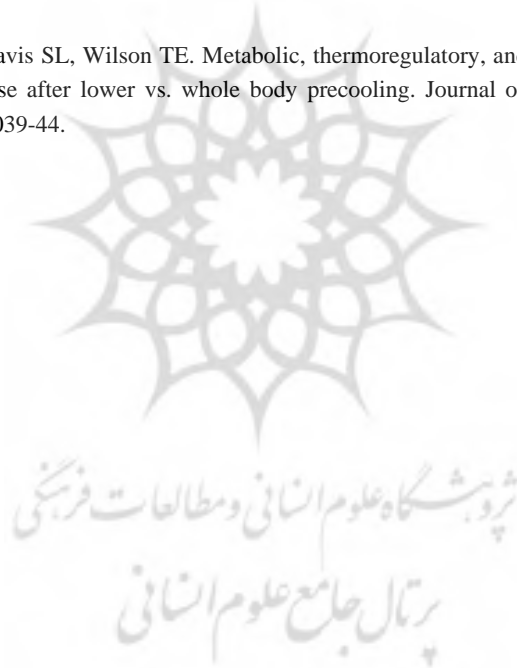 avis SL, Wilson TE. Metabolic, thermoregulatory, and
se after lower vs. whole body precooling. Journal o
039-44.
پژوهشگاه علوم انسانی و مطالعات فرهنگی
پرتال جامع علوم انسانی